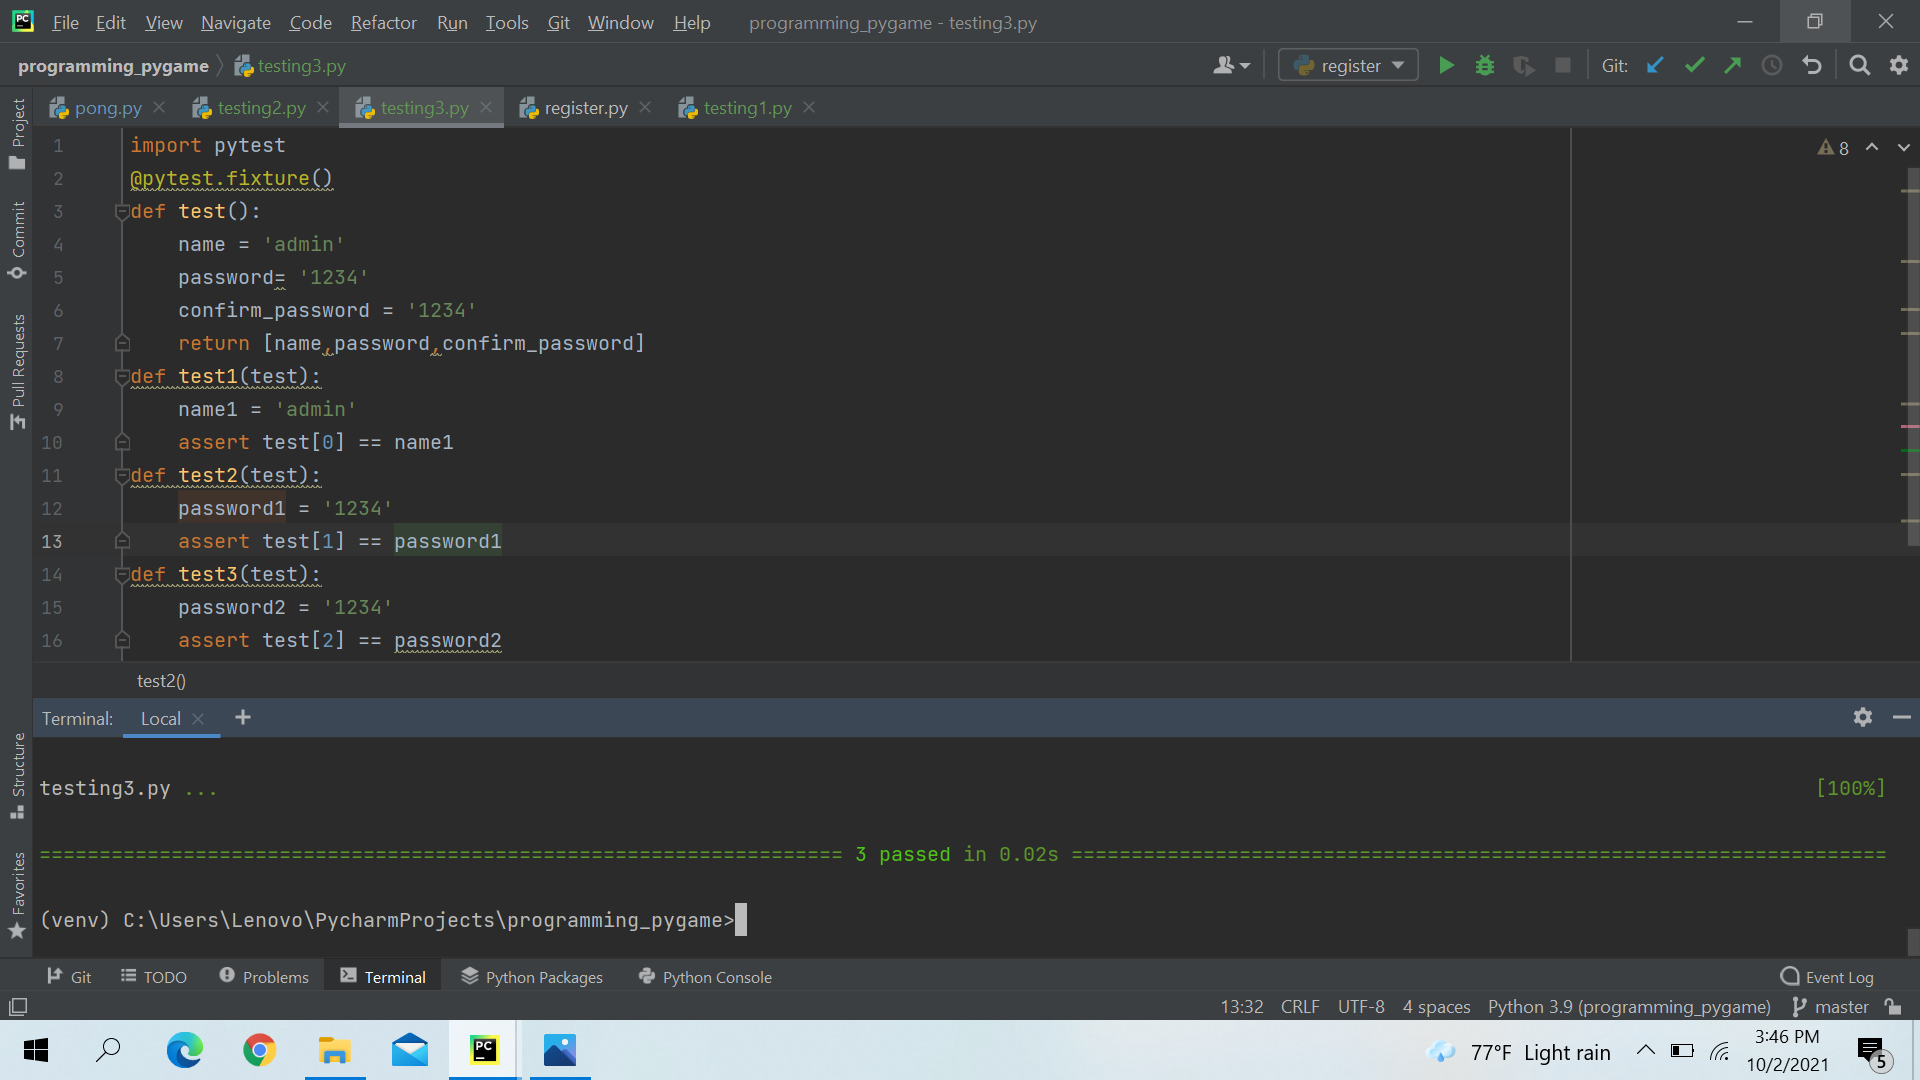 PC File Edit View Navigate Code Refactor Run Tools Git Window Help programming_pygame - testing3.py
programming_pygame testing3.py register Git:
pong.py testing2.py testing3.py register.py testing1.py
Project
Commit
Pull Requests
Structure
Favorites
8
1 import pytest
2 @pytest.fixture()
3 def test():
4     name = 'admin'
5     password= '1234'
6     confirm_password = '1234'
7     return [name,password,confirm_password]
8 def test1(test):
9     name1 = 'admin'
10     assert test[0] == name1
11 def test2(test):
12     password1 = '1234'
13     assert test[1] == password1
14 def test3(test):
15     password2 = '1234'
16     assert test[2] == password2
test2()
Terminal: Local
testing3.py ... [100%]
=================================================================== 3 passed in 0.02s ====================================================================
(venv) C:\Users\Lenovo\PycharmProjects\programming_pygame>
Git TODO Problems Terminal Python Packages Python Console Event Log
13:32 CRLF UTF-8 4 spaces Python 3.9 (programming_pygame) master
PC 77°F Light rain 3:46 PM
10/2/2021 5